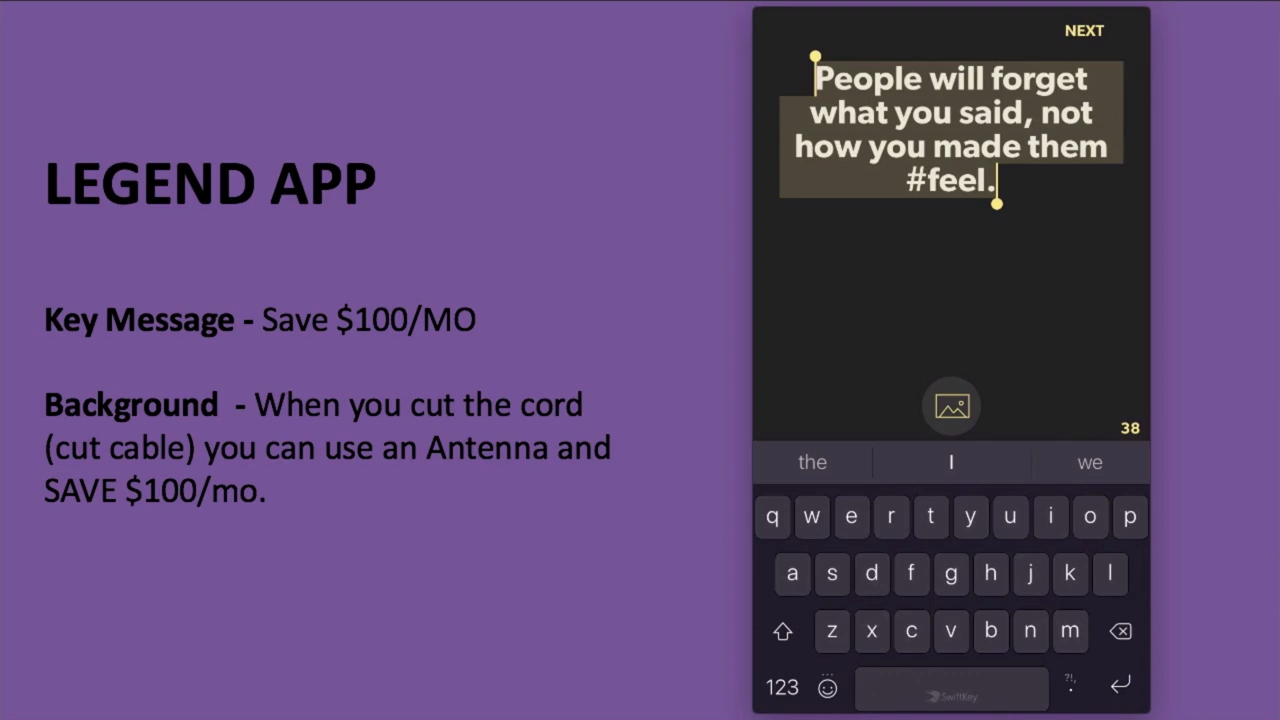 LEGEND APP
Key Message - Save $100/MO
Background - When you cut the cord
(cut cable) you can use an Antenna and
SAVE $100/mo.
NEXT
People will forget
what you said, not
how you made them
#feel.
38
the I we
q w e r t y u i o p
a s d f g h j k l
z x c v b n m
123 SwiftKey ?!, .